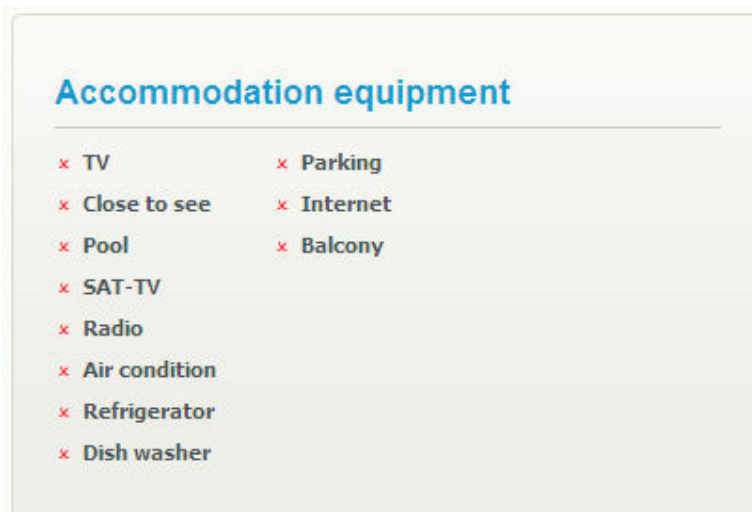 Accommodation equipment
TV
Close to see
Pool
SAT-TV
Radio
Air condition
Refrigerator
Dish washer
Parking
Internet
Balcony